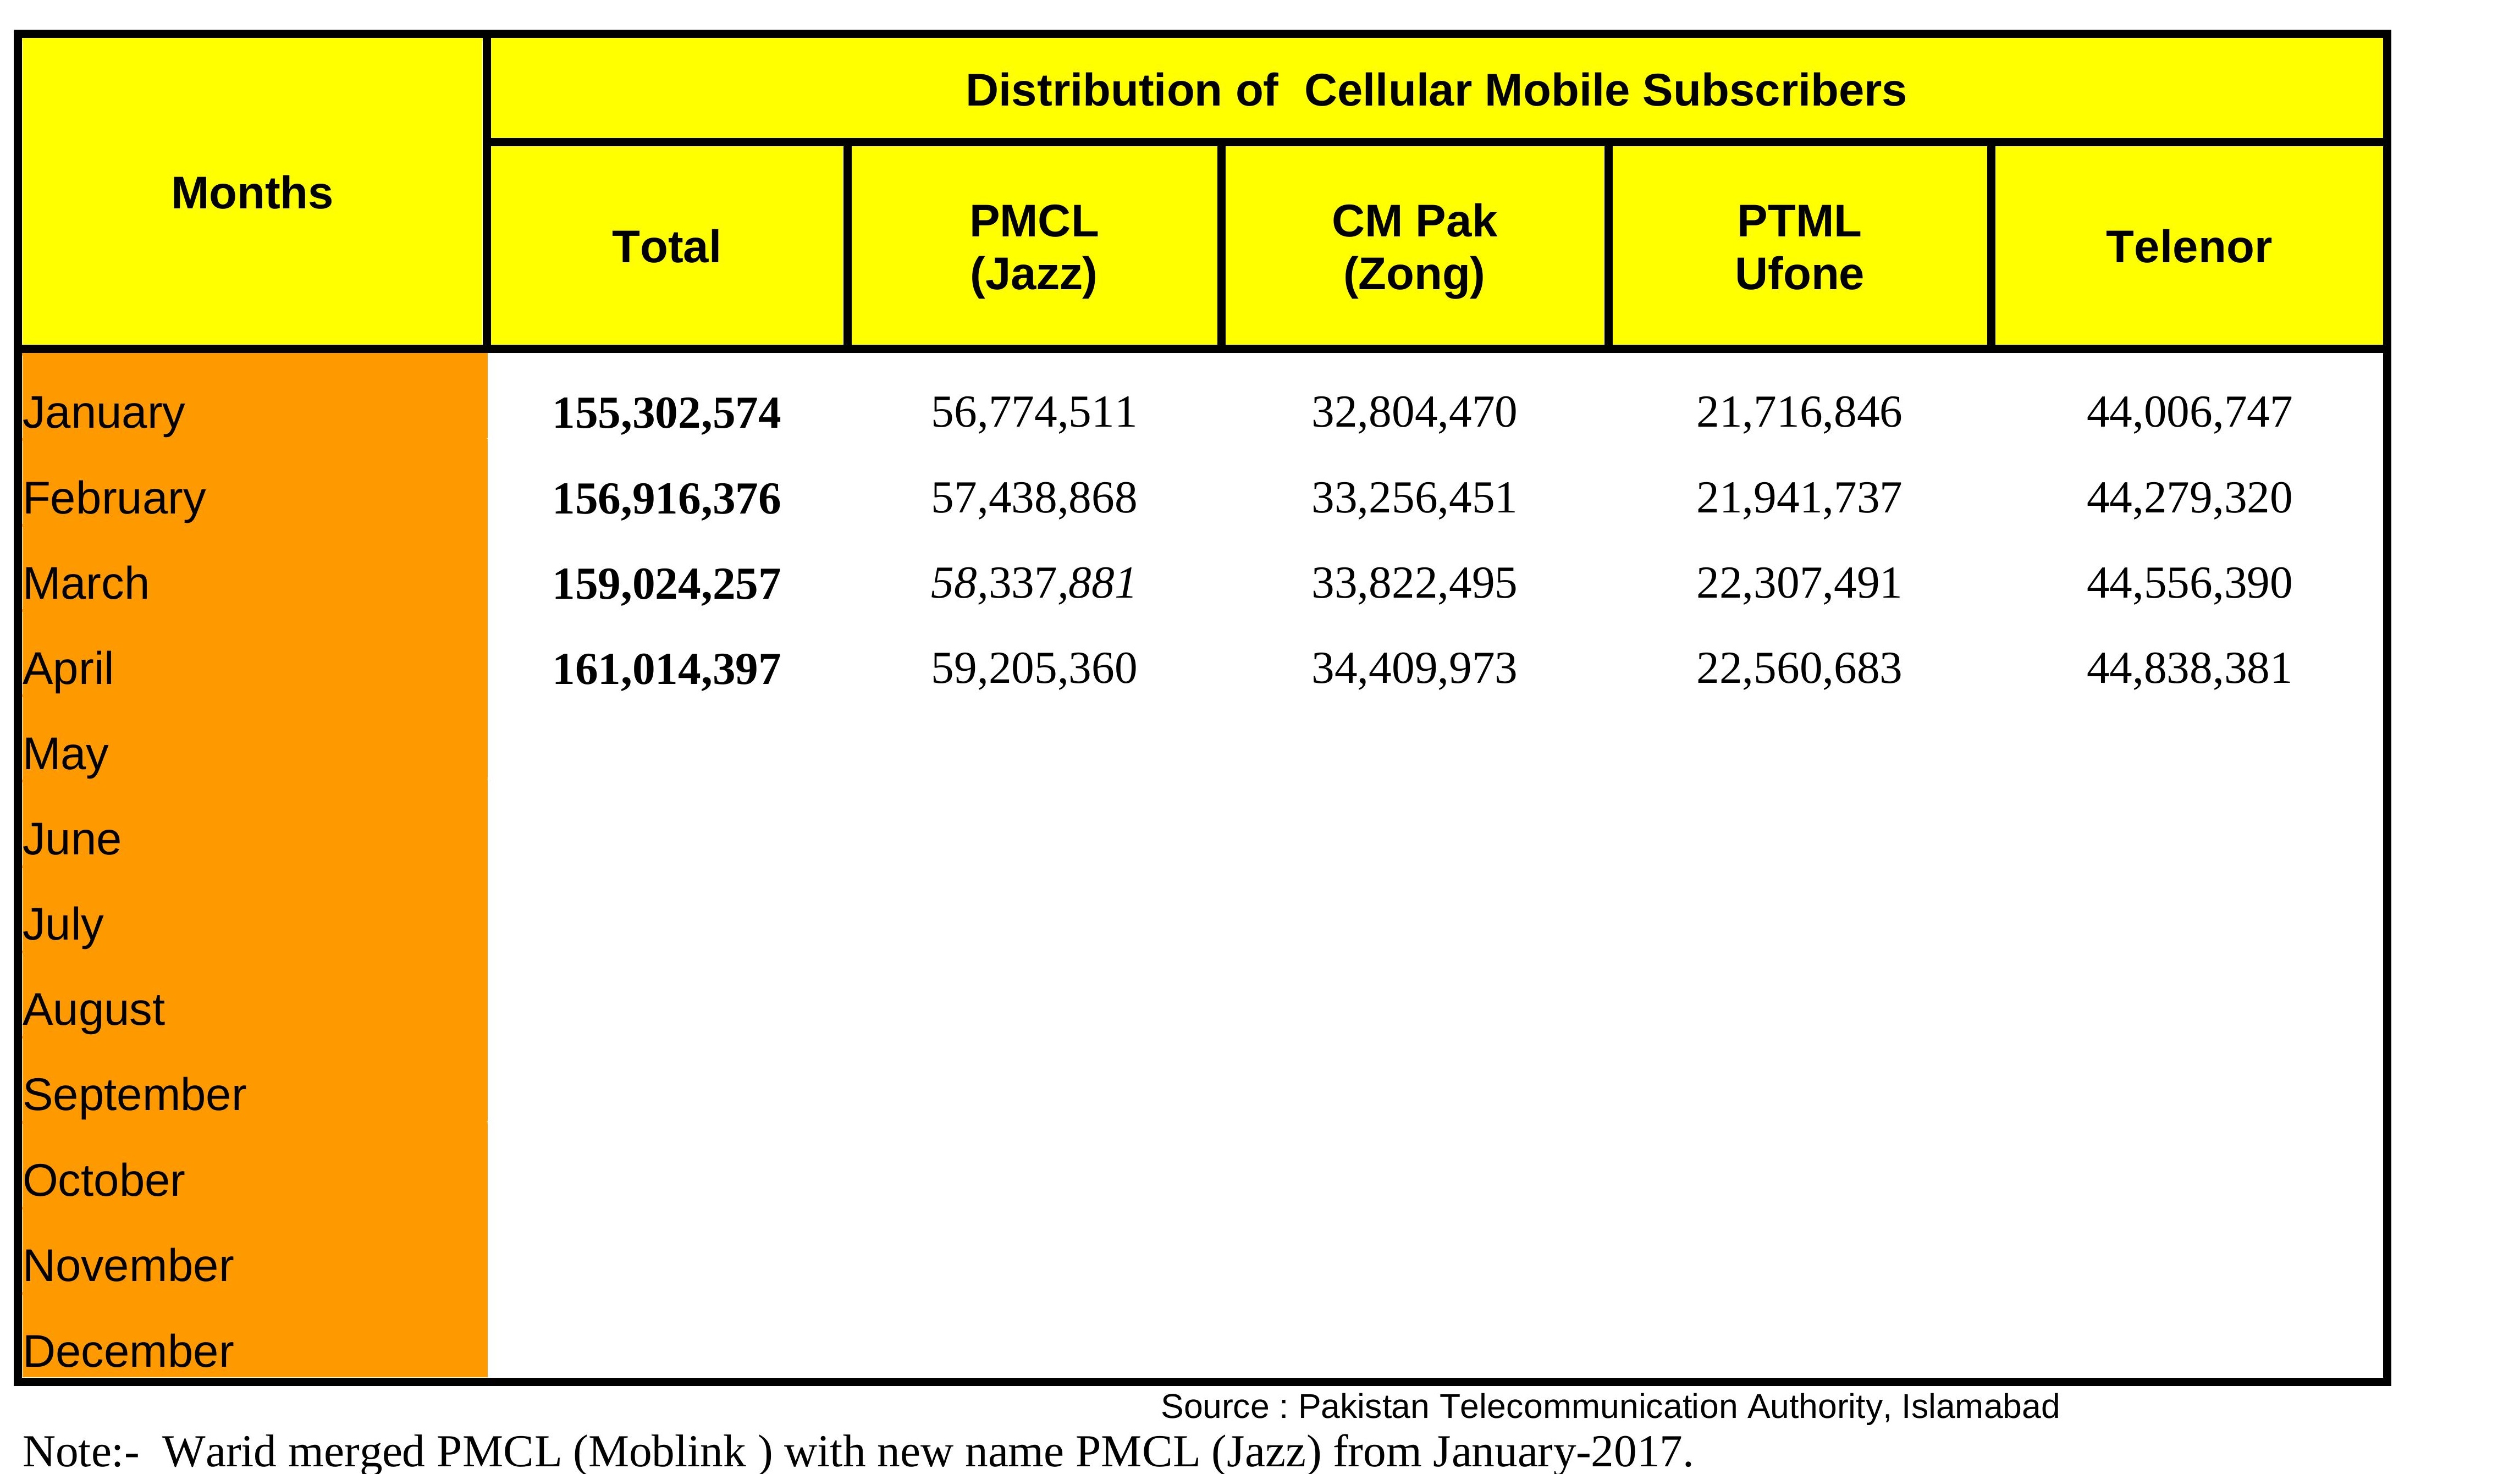 Distribution of  Cellular Mobile Subscribers
Months
Total
PMCL
(Jazz)
CM Pak
(Zong)
PTML
Ufone
Telenor
January 155,302,574 56,774,511 32,804,470 21,716,846 44,006,747
February 156,916,376 57,438,868 33,256,451 21,941,737 44,279,320
March 159,024,257 58,337,881 33,822,495 22,307,491 44,556,390
April 161,014,397 59,205,360 34,409,973 22,560,683 44,838,381
May
June
July
August
September
October
November
December
Source : Pakistan Telecommunication Authority, Islamabad
Note:-  Warid merged PMCL (Moblink ) with new name PMCL (Jazz) from January-2017.